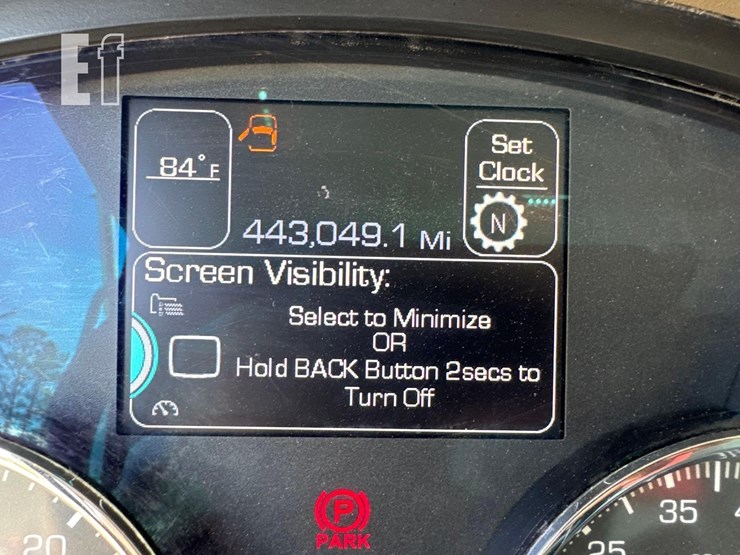 Ef
84°F
Set
Clock
N
443,049.1 Mi
Screen Visibility:
Select to Minimize
OR
Hold BACK Button 2secs to
Turn Off
P
PARK
20
25
35